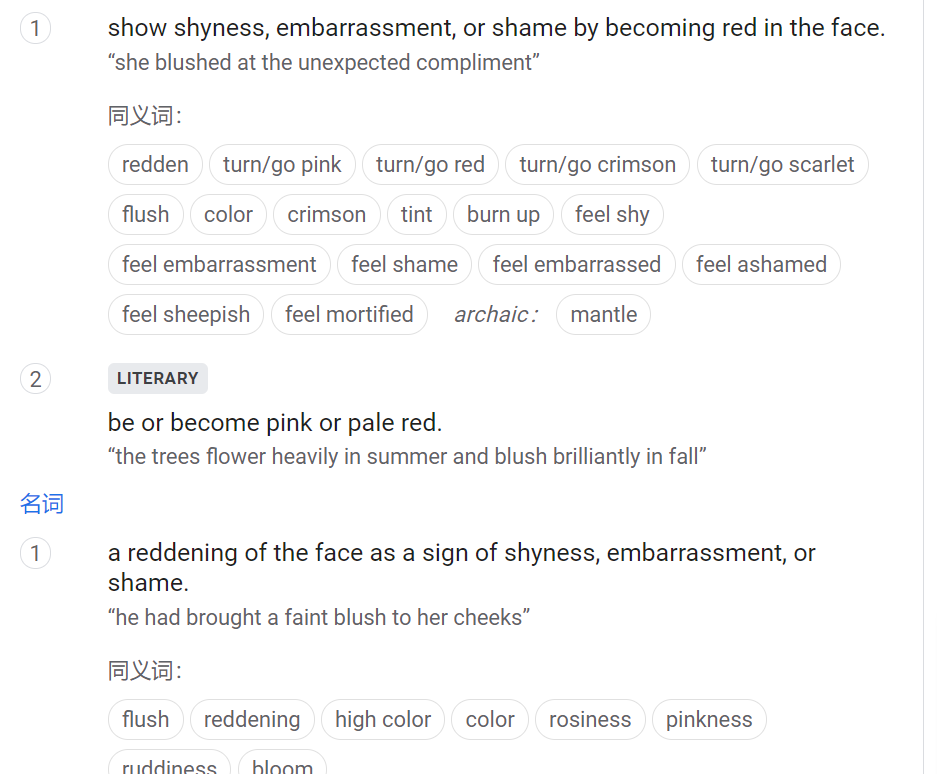 1 show shyness, embarrassment, or shame by becoming red in the face.
“she blushed at the unexpected compliment”
同义词：
redden turn/go pink turn/go red turn/go crimson turn/go scarlet
flush color crimson tint burn up feel shy
feel embarrassment feel shame feel embarrassed feel ashamed
feel sheepish feel mortified archaic： mantle
2 LITERARY
be or become pink or pale red.
“the trees flower heavily in summer and blush brilliantly in fall”
名词
1 a reddening of the face as a sign of shyness, embarrassment, or
shame.
“he had brought a faint blush to her cheeks”
同义词：
flush reddening high color color rosiness pinkness
ruddiness bloom